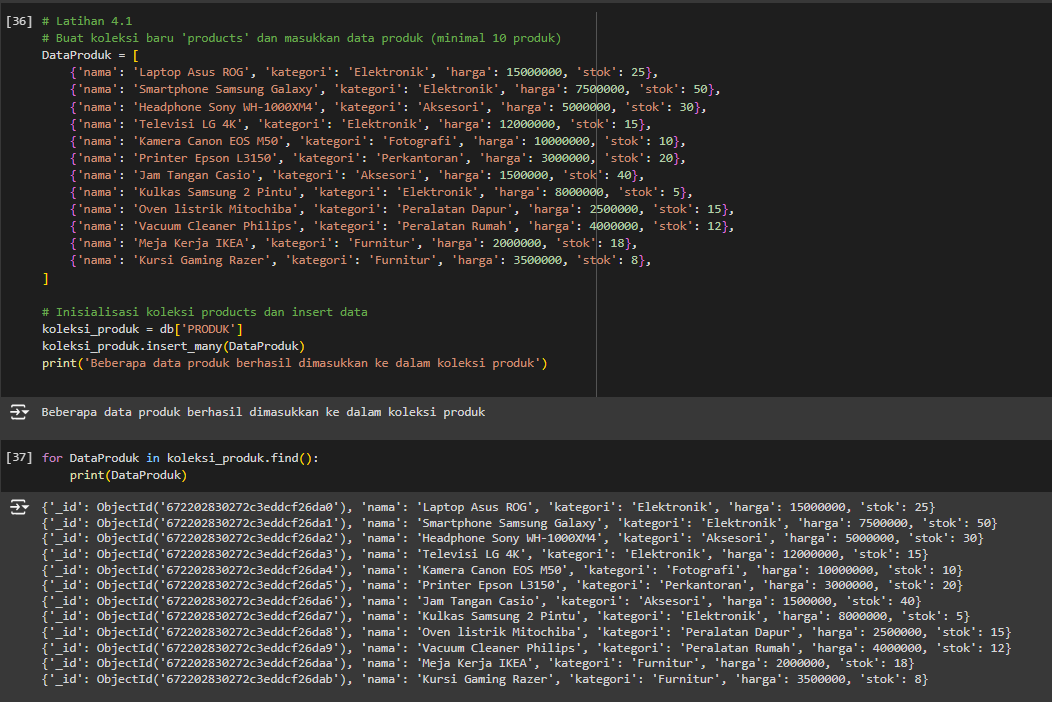 [36] # Latihan 4.1
# Buat koleksi baru 'products' dan masukkan data produk (minimal 10 produk)
DataProduk = [
    {'nama': 'Laptop Asus ROG', 'kategori': 'Elektronik', 'harga': 15000000, 'stok': 25},
    {'nama': 'Smartphone Samsung Galaxy', 'kategori': 'Elektronik', 'harga': 7500000, 'stok': 50},
    {'nama': 'Headphone Sony WH-1000XM4', 'kategori': 'Aksesori', 'harga': 5000000, 'stok': 30},
    {'nama': 'Televisi LG 4K', 'kategori': 'Elektronik', 'harga': 12000000, 'stok': 15},
    {'nama': 'Kamera Canon EOS M50', 'kategori': 'Fotografi', 'harga': 10000000, 'stok': 10},
    {'nama': 'Printer Epson L3150', 'kategori': 'Perkantoran', 'harga': 3000000, 'stok': 20},
    {'nama': 'Jam Tangan Casio', 'kategori': 'Aksesori', 'harga': 1500000, 'stok': 40},
    {'nama': 'Kulkas Samsung 2 Pintu', 'kategori': 'Elektronik', 'harga': 8000000, 'stok': 5},
    {'nama': 'Oven listrik Mitochiba', 'kategori': 'Peralatan Dapur', 'harga': 2500000, 'stok': 15},
    {'nama': 'Vacuum Cleaner Philips', 'kategori': 'Peralatan Rumah', 'harga': 4000000, 'stok': 12},
    {'nama': 'Meja Kerja IKEA', 'kategori': 'Furnitur', 'harga': 2000000, 'stok': 18},
    {'nama': 'Kursi Gaming Razer', 'kategori': 'Furnitur', 'harga': 3500000, 'stok': 8},
]
# Inisialisasi koleksi products dan insert data
koleksi_produk = db['PRODUK']
koleksi_produk.insert_many(DataProduk)
print('Beberapa data produk berhasil dimasukkan ke dalam koleksi produk')
Beberapa data produk berhasil dimasukkan ke dalam koleksi produk
[37] for DataProduk in koleksi_produk.find():
    print(DataProduk)
{'_id': ObjectId('672202830272c3eddcf26da0'), 'nama': 'Laptop Asus ROG', 'kategori': 'Elektronik', 'harga': 15000000, 'stok': 25}
{'_id': ObjectId('672202830272c3eddcf26da1'), 'nama': 'Smartphone Samsung Galaxy', 'kategori': 'Elektronik', 'harga': 7500000, 'stok': 50}
{'_id': ObjectId('672202830272c3eddcf26da2'), 'nama': 'Headphone Sony WH-1000XM4', 'kategori': 'Aksesori', 'harga': 5000000, 'stok': 30}
{'_id': ObjectId('672202830272c3eddcf26da3'), 'nama': 'Televisi LG 4K', 'kategori': 'Elektronik', 'harga': 12000000, 'stok': 15}
{'_id': ObjectId('672202830272c3eddcf26da4'), 'nama': 'Kamera Canon EOS M50', 'kategori': 'Fotografi', 'harga': 10000000, 'stok': 10}
{'_id': ObjectId('672202830272c3eddcf26da5'), 'nama': 'Printer Epson L3150', 'kategori': 'Perkantoran', 'harga': 3000000, 'stok': 20}
{'_id': ObjectId('672202830272c3eddcf26da6'), 'nama': 'Jam Tangan Casio', 'kategori': 'Aksesori', 'harga': 1500000, 'stok': 40}
{'_id': ObjectId('672202830272c3eddcf26da7'), 'nama': 'Kulkas Samsung 2 Pintu', 'kategori': 'Elektronik', 'harga': 8000000, 'stok': 5}
{'_id': ObjectId('672202830272c3eddcf26da8'), 'nama': 'Oven listrik Mitochiba', 'kategori': 'Peralatan Dapur', 'harga': 2500000, 'stok': 15}
{'_id': ObjectId('672202830272c3eddcf26da9'), 'nama': 'Vacuum Cleaner Philips', 'kategori': 'Peralatan Rumah', 'harga': 4000000, 'stok': 12}
{'_id': ObjectId('672202830272c3eddcf26daa'), 'nama': 'Meja Kerja IKEA', 'kategori': 'Furnitur', 'harga': 2000000, 'stok': 18}
{'_id': ObjectId('672202830272c3eddcf26dab'), 'nama': 'Kursi Gaming Razer', 'kategori': 'Furnitur', 'harga': 3500000, 'stok': 8}